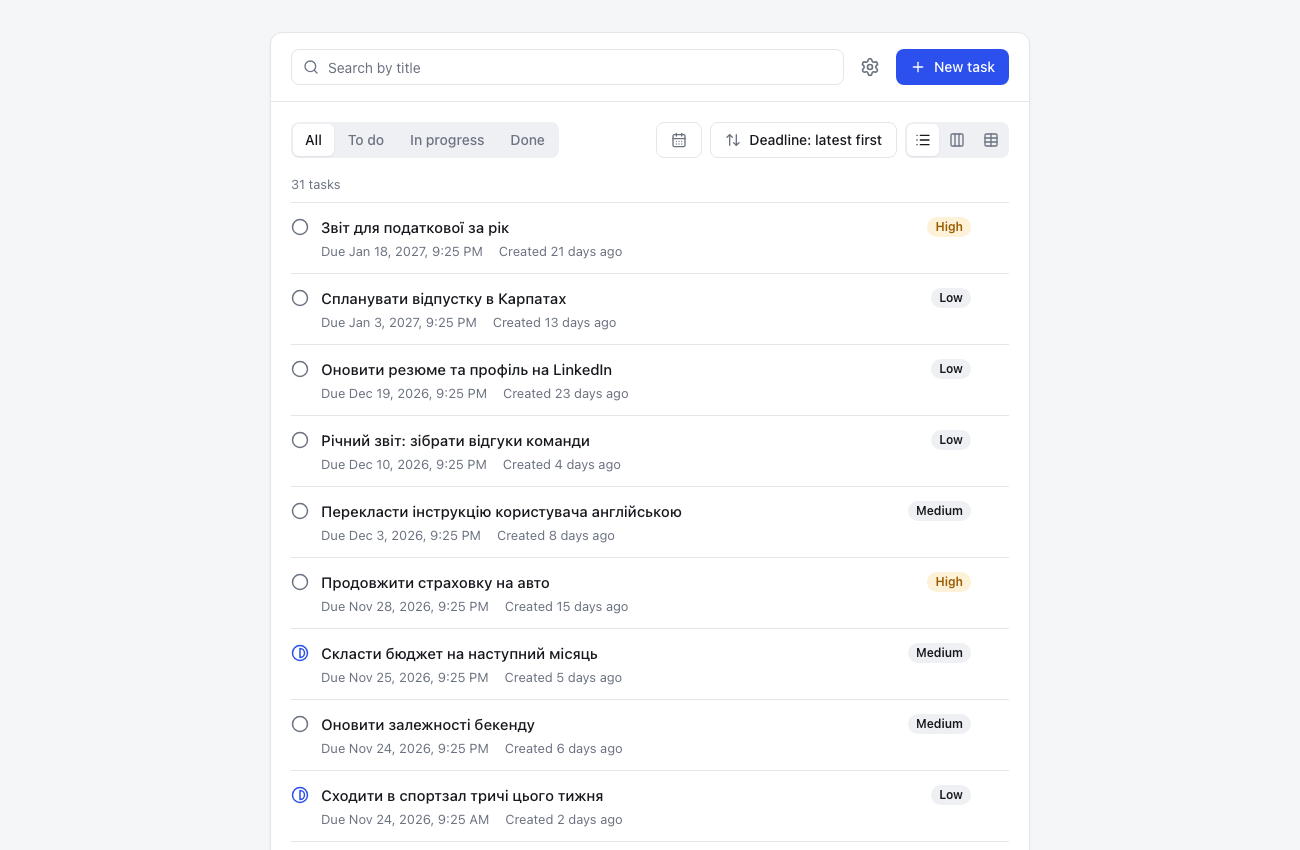 Search by title
New task
All To do In progress Done Deadline: latest first
31 tasks
Звіт для податкової за рік High
Due Jan 18, 2027, 9:25 PM Created 21 days ago
Спланувати відпустку в Карпатах Low
Due Jan 3, 2027, 9:25 PM Created 13 days ago
Оновити резюме та профіль на LinkedIn Low
Due Dec 19, 2026, 9:25 PM Created 23 days ago
Річний звіт: зібрати відгуки команди Low
Due Dec 10, 2026, 9:25 PM Created 4 days ago
Перекласти інструкцію користувача англійською Medium
Due Dec 3, 2026, 9:25 PM Created 8 days ago
Продовжити страховку на авто High
Due Nov 28, 2026, 9:25 PM Created 15 days ago
Скласти бюджет на наступний місяць Medium
Due Nov 25, 2026, 9:25 PM Created 5 days ago
Оновити залежності бекенду Medium
Due Nov 24, 2026, 9:25 PM Created 6 days ago
Сходити в спортзал тричі цього тижня Low
Due Nov 24, 2026, 9:25 AM Created 2 days ago